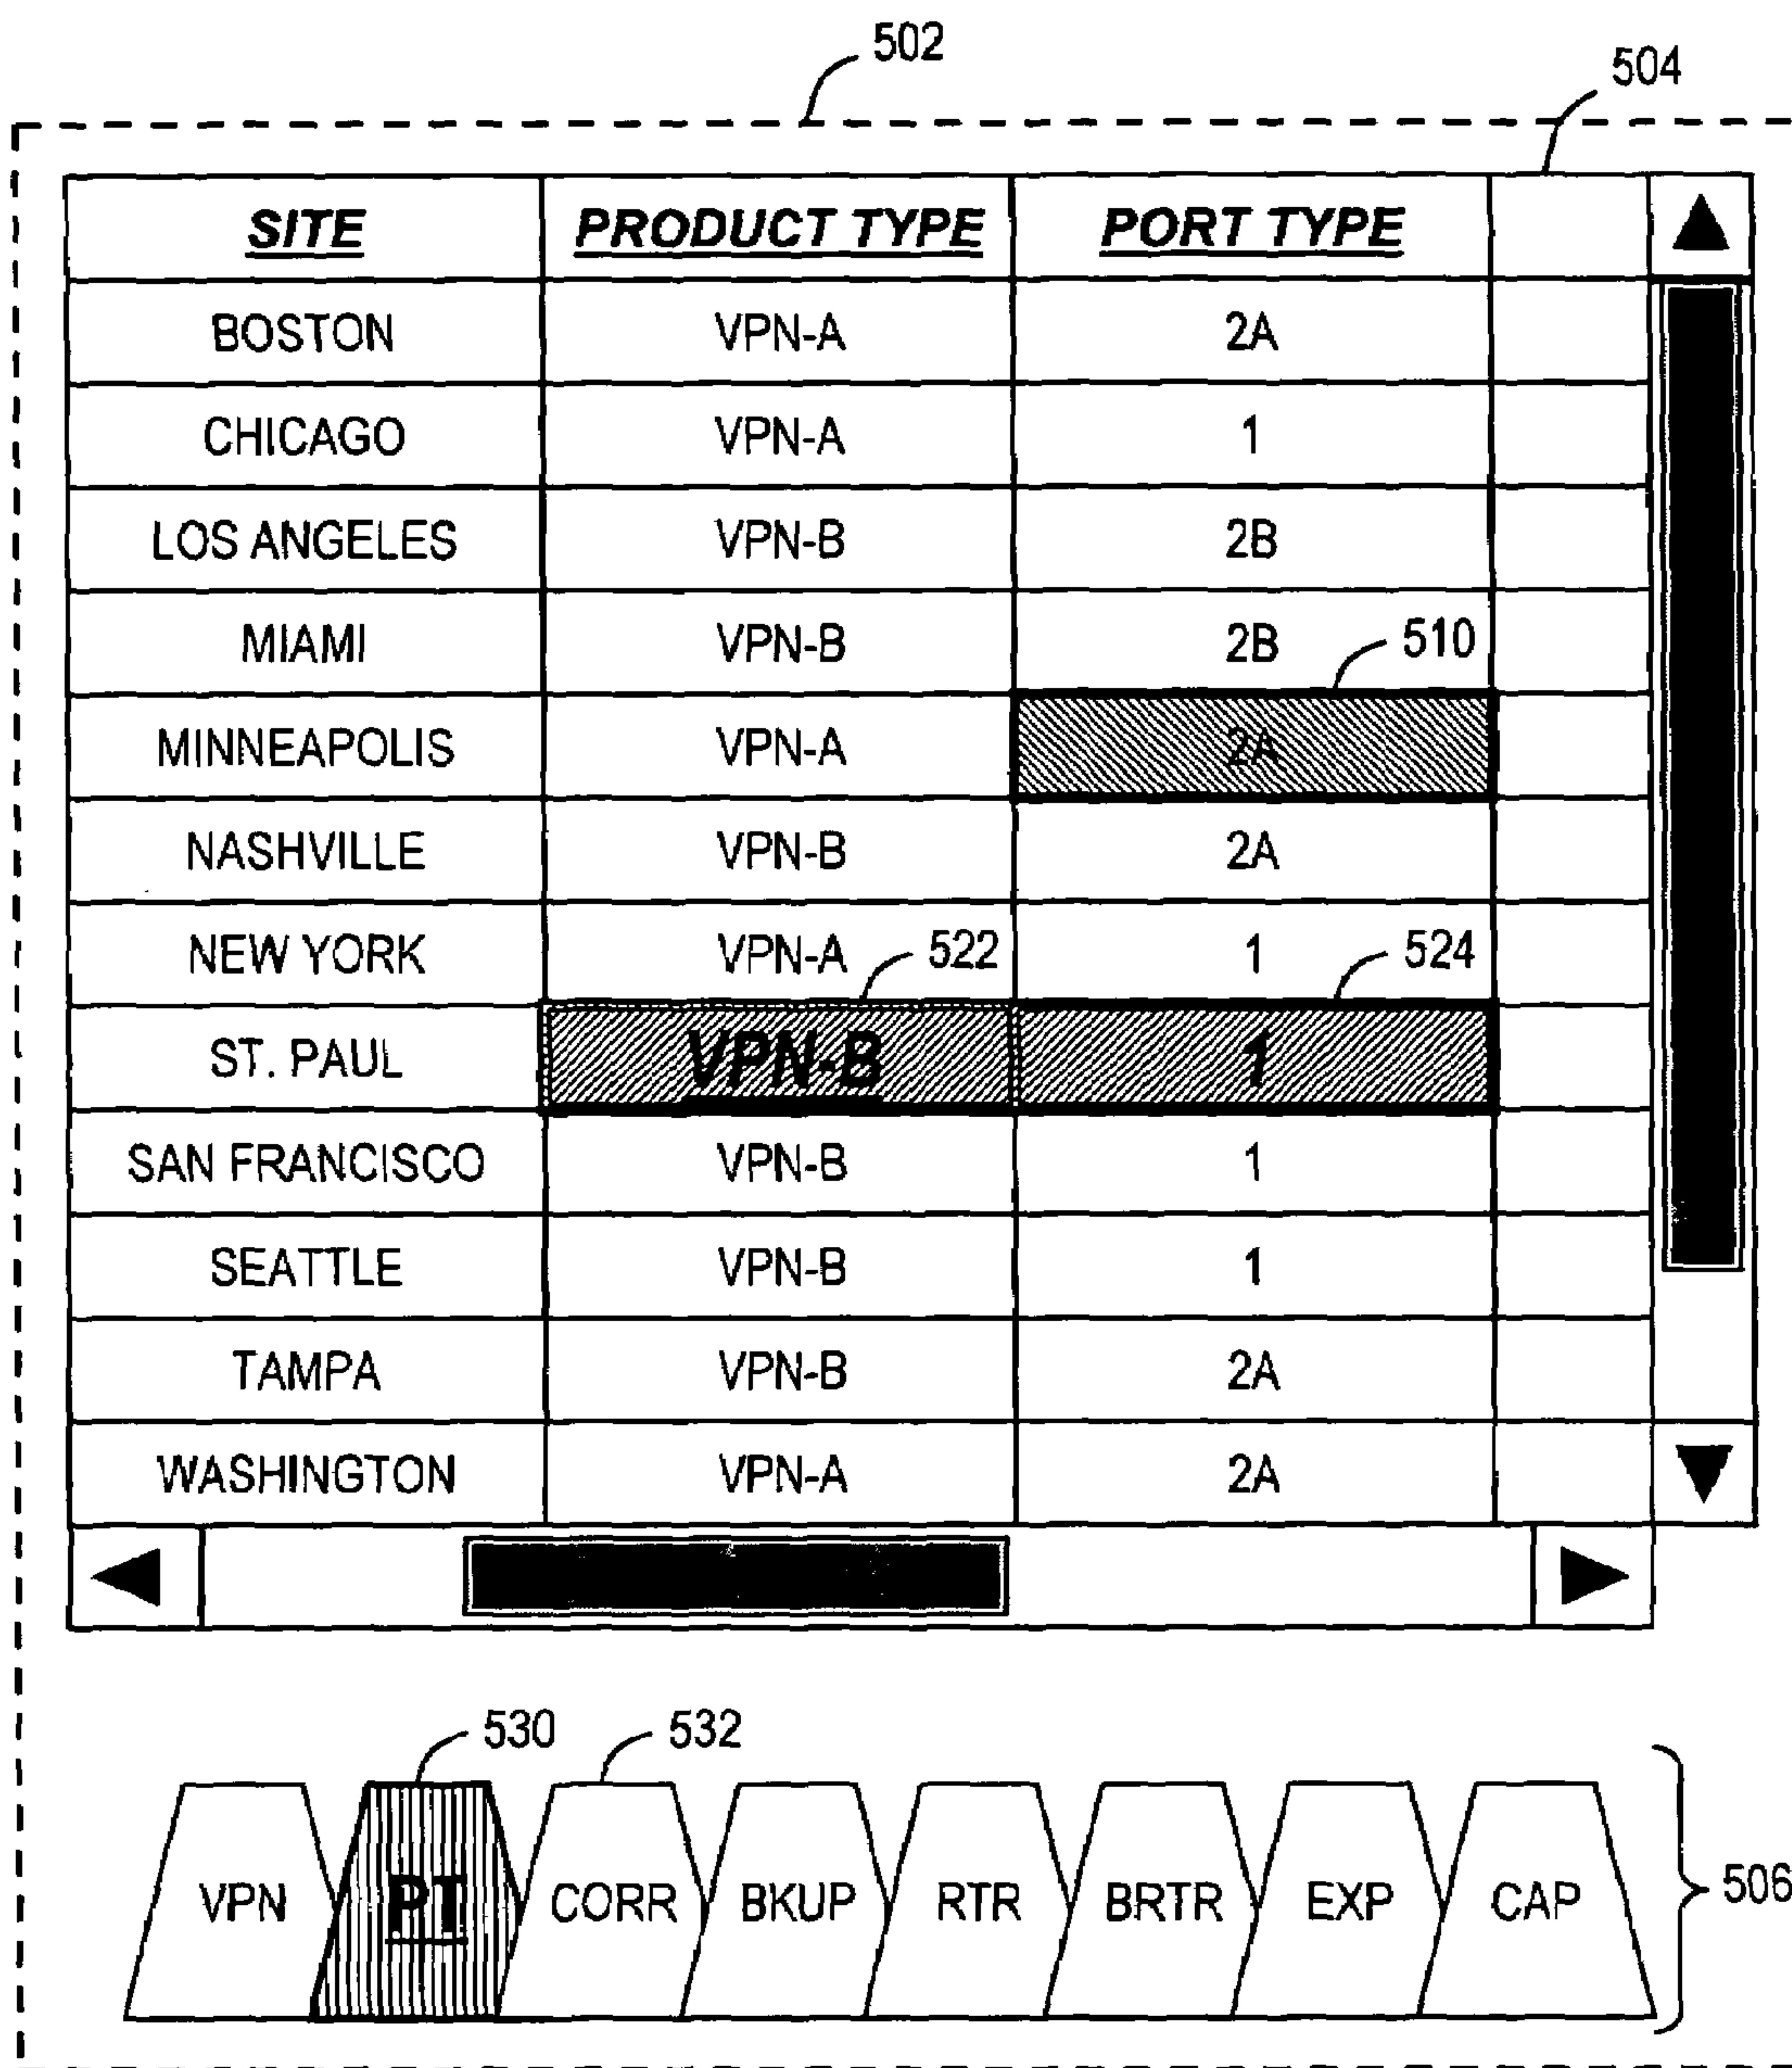 502
504
SITE PRODUCT TYPE PORT TYPE
BOSTON VPN-A 2A
CHICAGO VPN-A 1
LOS ANGELES VPN-B 2B
MIAMI VPN-B 2B
510
MINNEAPOLIS VPN-A 2A
NASHVILLE VPN-B 2A
NEW YORK VPN-A 522 1 524
ST. PAUL VPN-B 1
SAN FRANCISCO VPN-B 1
SEATTLE VPN-B 1
TAMPA VPN-B 2A
WASHINGTON VPN-A 2A
530 532
VPN PT CORR BKUP RTR BRTR EXP CAP 506